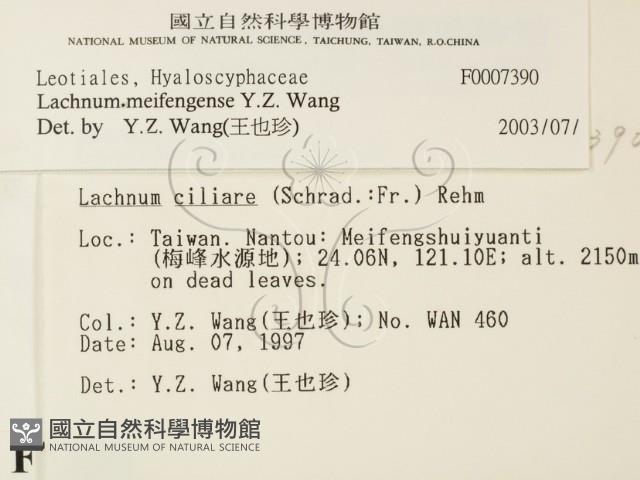 國立自然科學博物館
NATIONAL MUSEUM OF NATURAL SCIENCE, TAICHUNG, TAIWAN, R.O.CHINA
Leotiales, Hyaloscyphaceae F0007390
Lachnum meifengense Y.Z. Wang
Det. by Y.Z. Wang(王也珍) 2003/07/
390
Lachnum ciliare (Schrad.:Fr.) Rehm
Loc.: Taiwan. Nantou: Meifengshuiyuanti
(梅峰水源地); 24.06N, 121.10E; alt. 2150m
on dead leaves.
Col.: Y.Z. Wang(王也珍); No. WAN 460
Date: Aug. 07, 1997
Det.: Y.Z. Wang(王也珍)
國立自然科學博物館
NATIONAL MUSEUM OF NATURAL SCIENCE
F